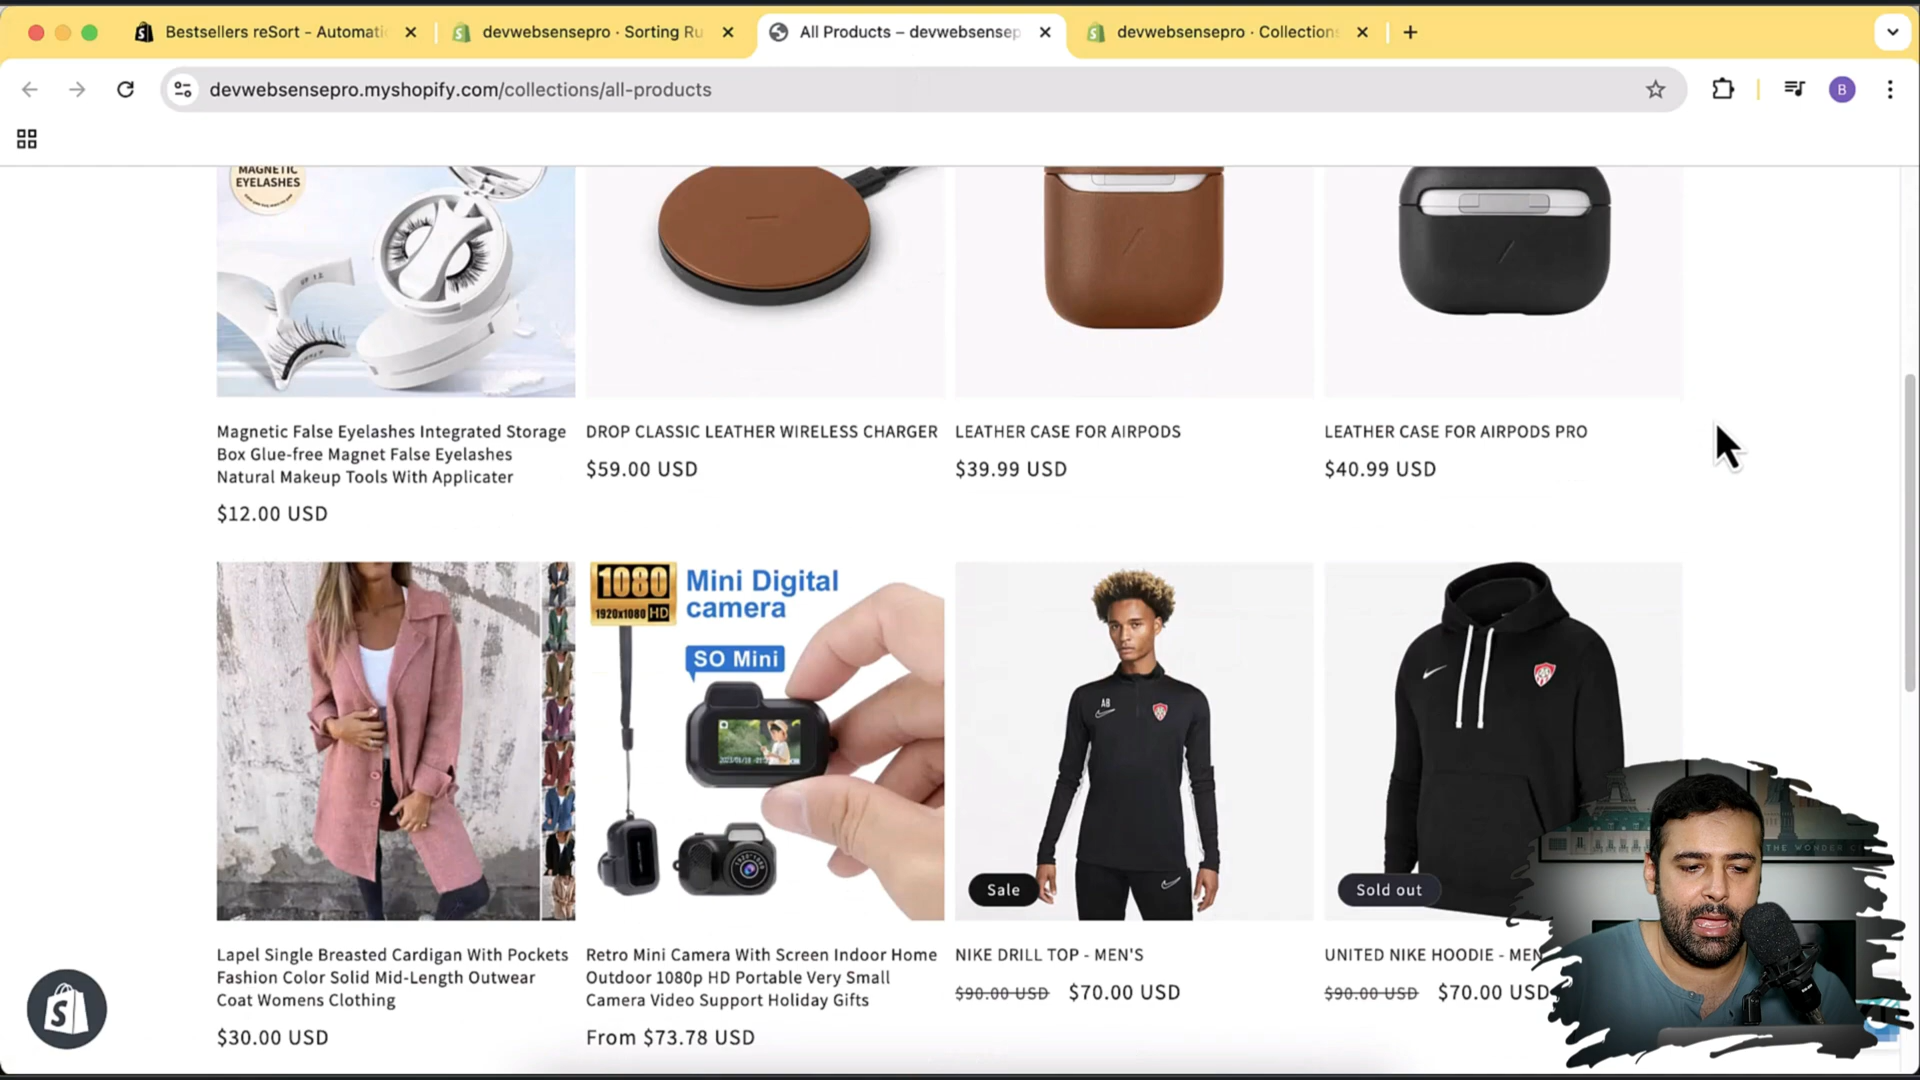 Bestsellers reSort - Automati
devwebsensepro · Sorting Ru
All Products – devwebsensep
devwebsensepro · Collections
devwebsensepro.myshopify.com/collections/all-products
B
MAGNETIC
EYELASHES
Magnetic False Eyelashes Integrated Storage
Box Glue-free Magnet False Eyelashes
Natural Makeup Tools With Applicater
$12.00 USD
DROP CLASSIC LEATHER WIRELESS CHARGER
$59.00 USD
LEATHER CASE FOR AIRPODS
$39.99 USD
LEATHER CASE FOR AIRPODS PRO
$40.99 USD
1080
1920x1080 HD
Mini Digital
camera
SO Mini
AB
Sale
Sold out
THE WONDER CI
Lapel Single Breasted Cardigan With Pockets
Fashion Color Solid Mid-Length Outwear
Coat Womens Clothing
$30.00 USD
Retro Mini Camera With Screen Indoor Home
Outdoor 1080p HD Portable Very Small
Camera Video Support Holiday Gifts
From $73.78 USD
NIKE DRILL TOP - MEN'S
$90.00 USD $70.00 USD
UNITED NIKE HOODIE - MEN
$90.00 USD $70.00 USD